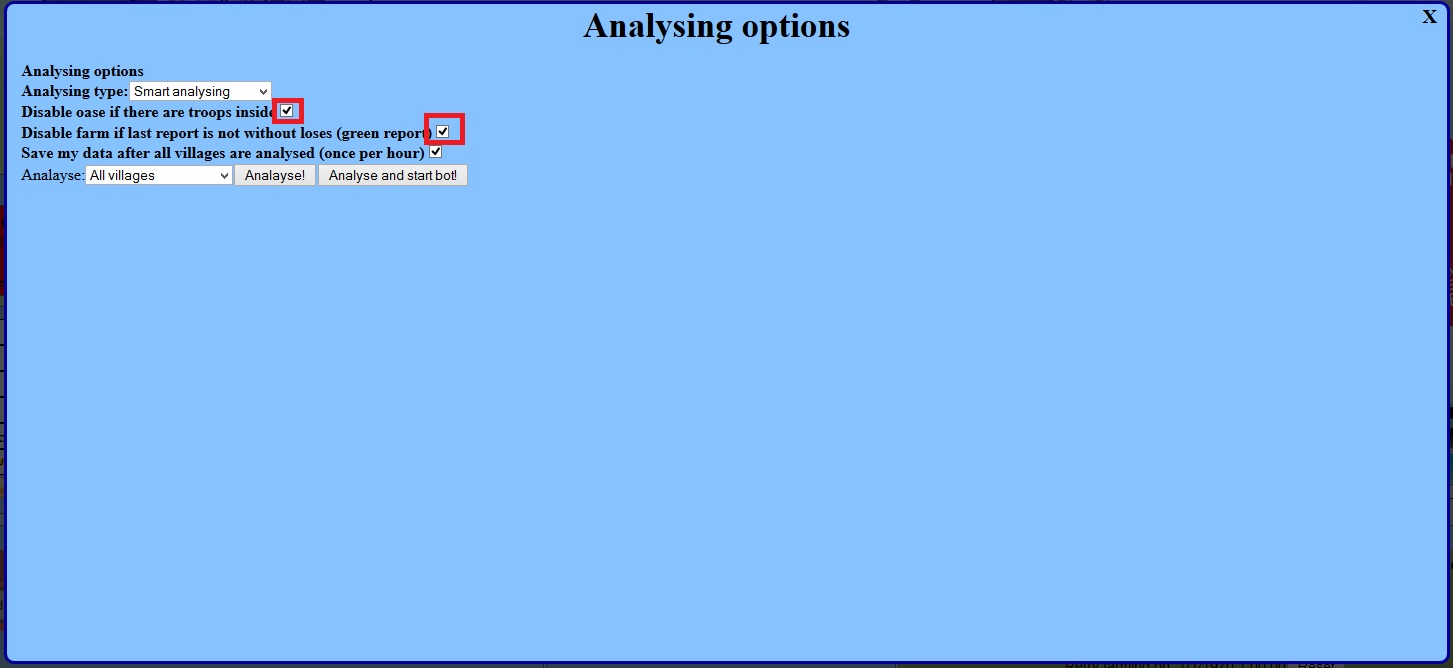 Analysing options
X
Analysing options
Analysing type: Smart analysing
Disable oase if there are troops inside
Disable farm if last report is not without loses (green report)
Save my data after all villages are analysed (once per hour)
Analayse: All villages Analayse! Analyse and start bot!